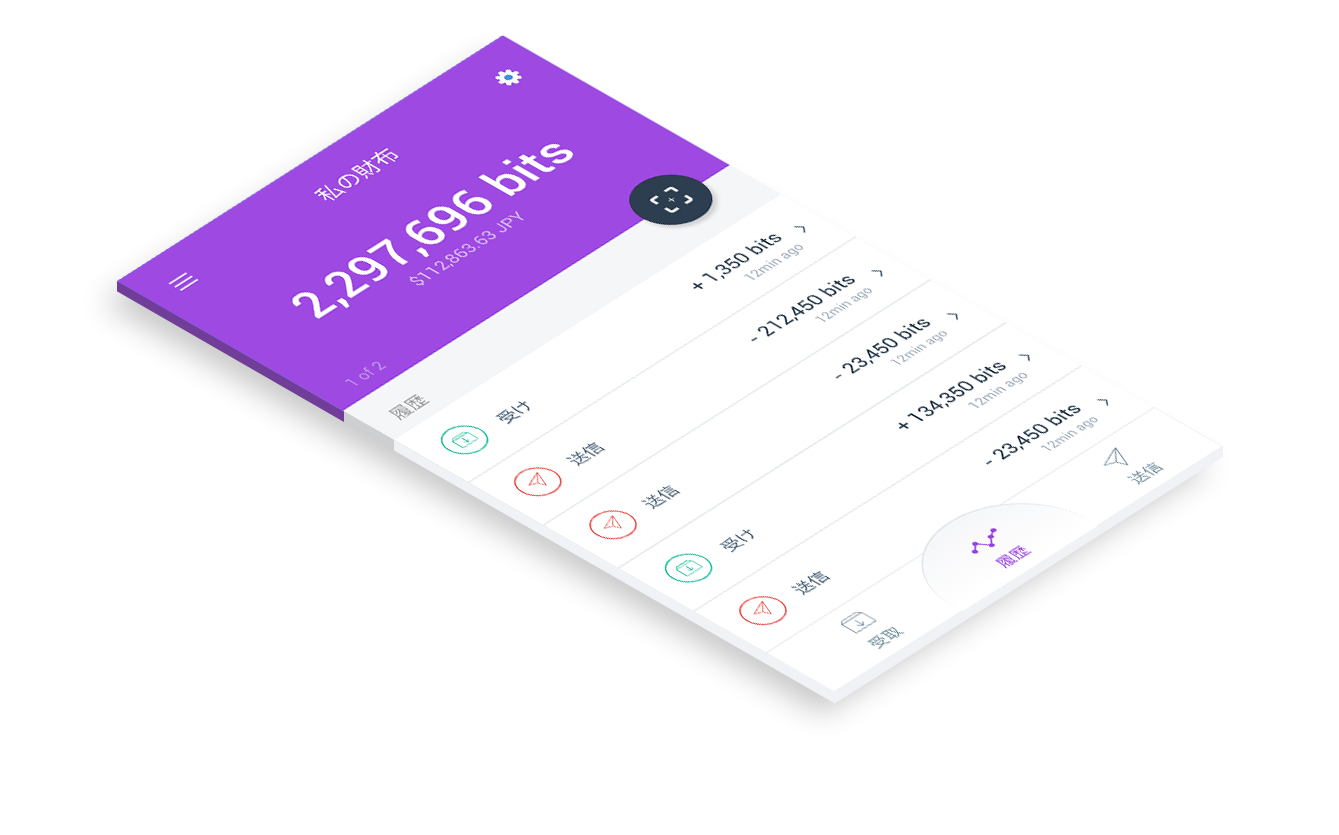 私の財布
2,297,696 bits
$112,863.63 JPY
1 of 2
履歴
受け
+1,350 bits
12min ago
送信
- 212,450 bits
12min ago
送信
- 23,450 bits
12min ago
受け
+134,350 bits
12min ago
送信
- 23,450 bits
12min ago
受取
履歴
送信